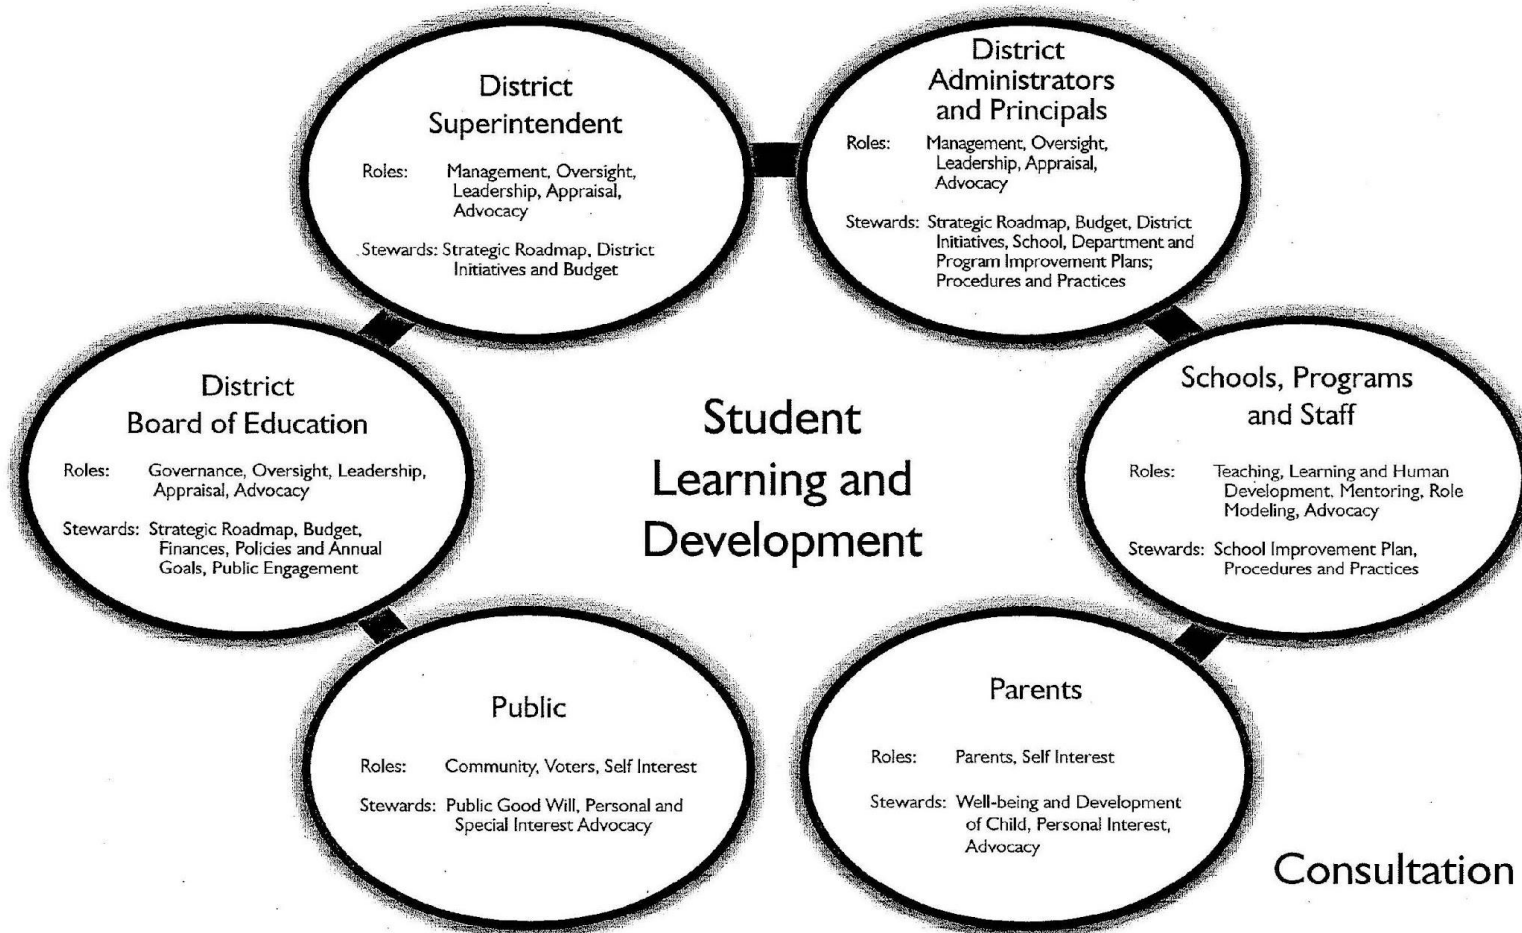 District
Superintendent
Roles: Management, Oversight,
Leadership, Appraisal,
Advocacy
Stewards: Strategic Roadmap, District
Initiatives and Budget
District
Administrators
and Principals
Roles: Management, Oversight,
Leadership, Appraisal,
Advocacy
Stewards: Strategic Roadmap, Budget, District
Initiatives, School, Department and
Program Improvement Plans;
Procedures and Practices
District
Board of Education
Roles: Governance, Oversight, Leadership,
Appraisal, Advocacy
Stewards: Strategic Roadmap, Budget,
Finances, Policies and Annual
Goals, Public Engagement
Student
Learning and
Development
Schools, Programs
and Staff
Roles: Teaching, Learning and Human
Development, Mentoring, Role
Modeling, Advocacy
Stewards: School Improvement Plan,
Procedures and Practices
Public
Roles: Community, Voters, Self Interest
Stewards: Public Good Will, Personal and
Special Interest Advocacy
Parents
Roles: Parents, Self Interest
Stewards: Well-being and Development
of Child, Personal Interest,
Advocacy
Consultation